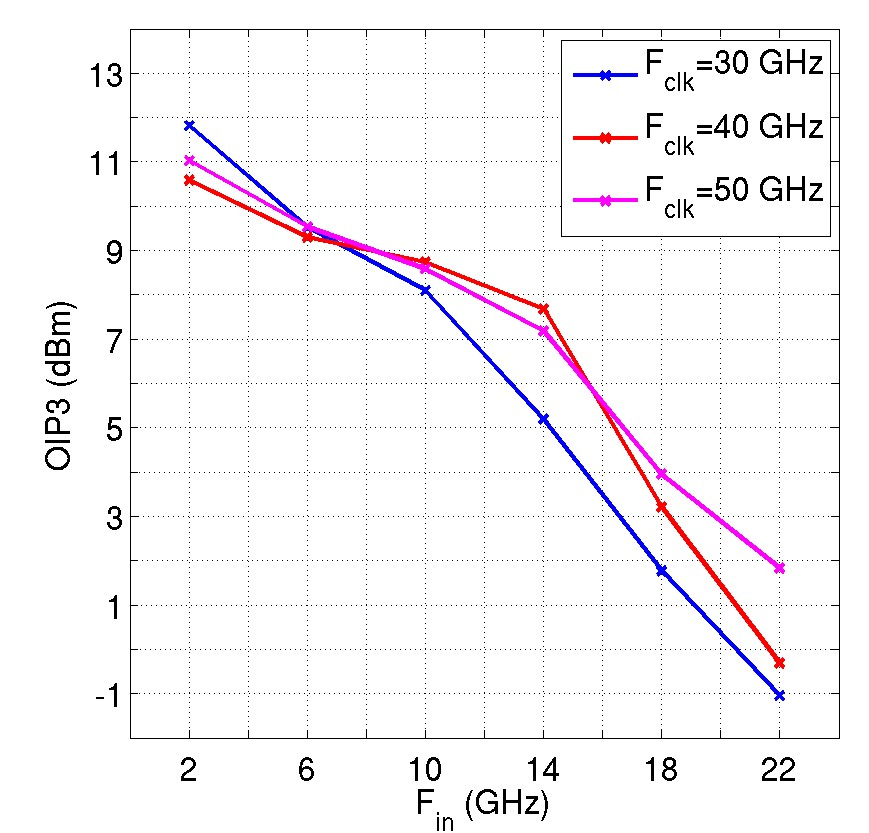 F_clk=30 GHz
F_clk=40 GHz
F_clk=50 GHz
13
11
9
7
5
3
1
-1
OIP3 (dBm)
2 6 10 14 18 22
F_in (GHz)